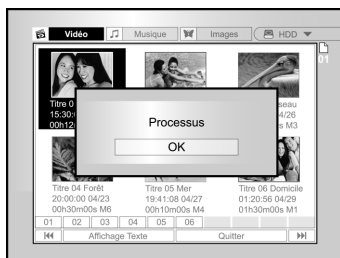 Vidéo Musique Images HDD
01
Titre 0 seau
15:30: 4/26
00h12 s M3
Processus
OK
Titre 04 Forêt Titre 05 Mer Titre 06 Domicile
20:00:00 04/23 19:41:08 04/27 01:20:56 04/29
00h30m00s M6 00h10m00s M4 01h30m00s M1
01 02 03 04 05 06
Affichage Texte Quitter